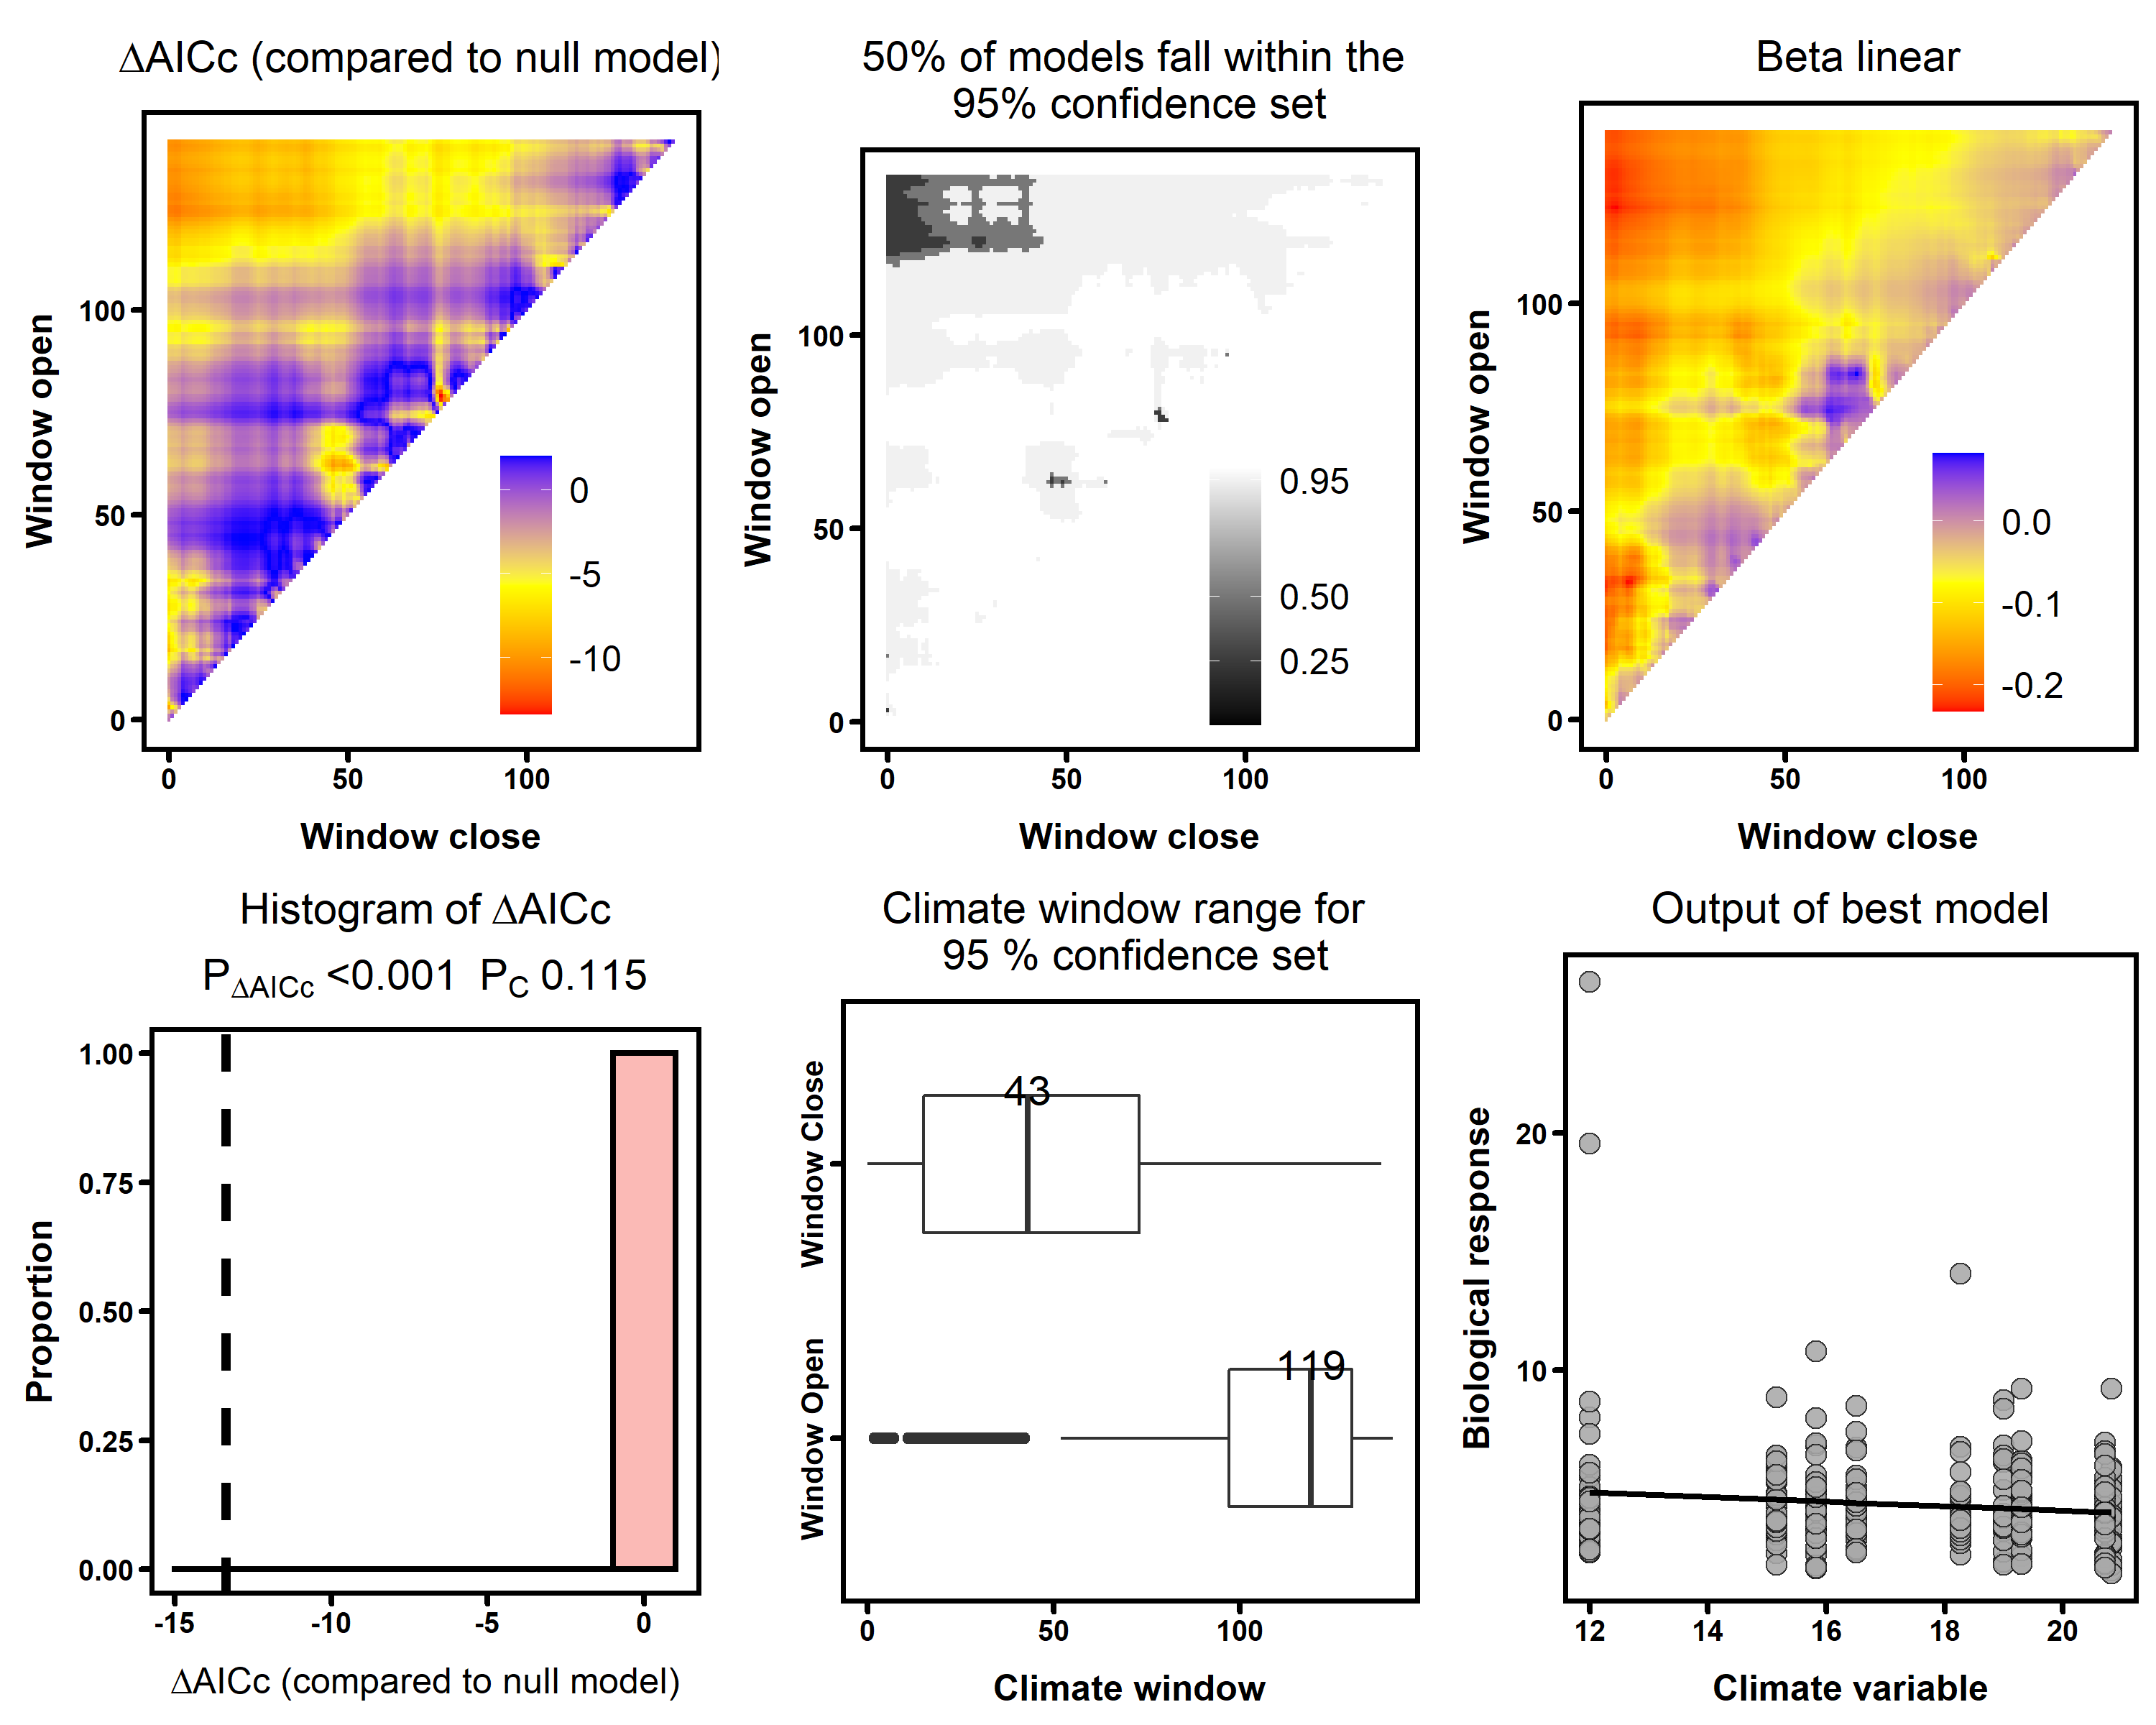 ΔAICc (compared to null model)
Window open
100
50
0
0
-5
-10
0
50
100
Window close
50% of models fall within the
95% confidence set
Window open
100
50
0
0.95
0.50
0.25
0
50
100
Window close
Beta linear
Window open
100
50
0
0.0
-0.1
-0.2
0
50
100
Window close
Histogram of ΔAICc
PΔAICc <0.001 PC 0.115
Proportion
1.00
0.75
0.50
0.25
0.00
-15
-10
-5
0
ΔAICc (compared to null model)
Climate window range for
95 % confidence set
Window Close
43
Window Open
119
0
50
100
Climate window
Output of best model
Biological response
20
10
12
14
16
18
20
Climate variable